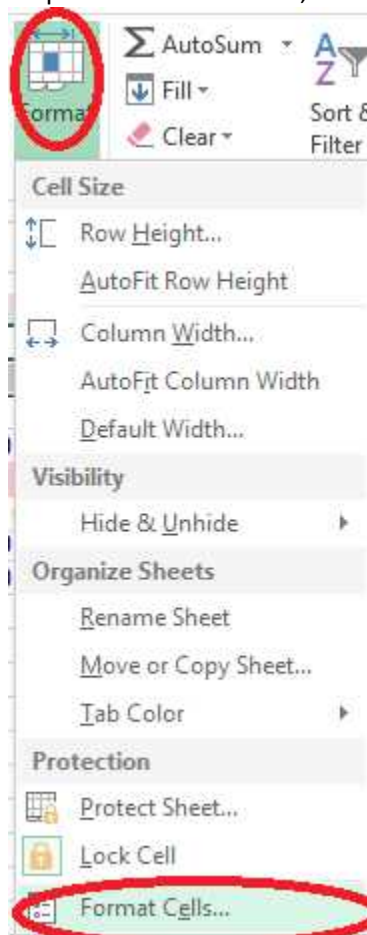 AutoSum
Format
Fill
Clear
Sort &
Filter
Cell Size
Row Height...
AutoFit Row Height
Column Width...
AutoFit Column Width
Default Width...
Visibility
Hide & Unhide
Organize Sheets
Rename Sheet
Move or Copy Sheet...
Tab Color
Protection
Protect Sheet...
Lock Cell
Format Cells...